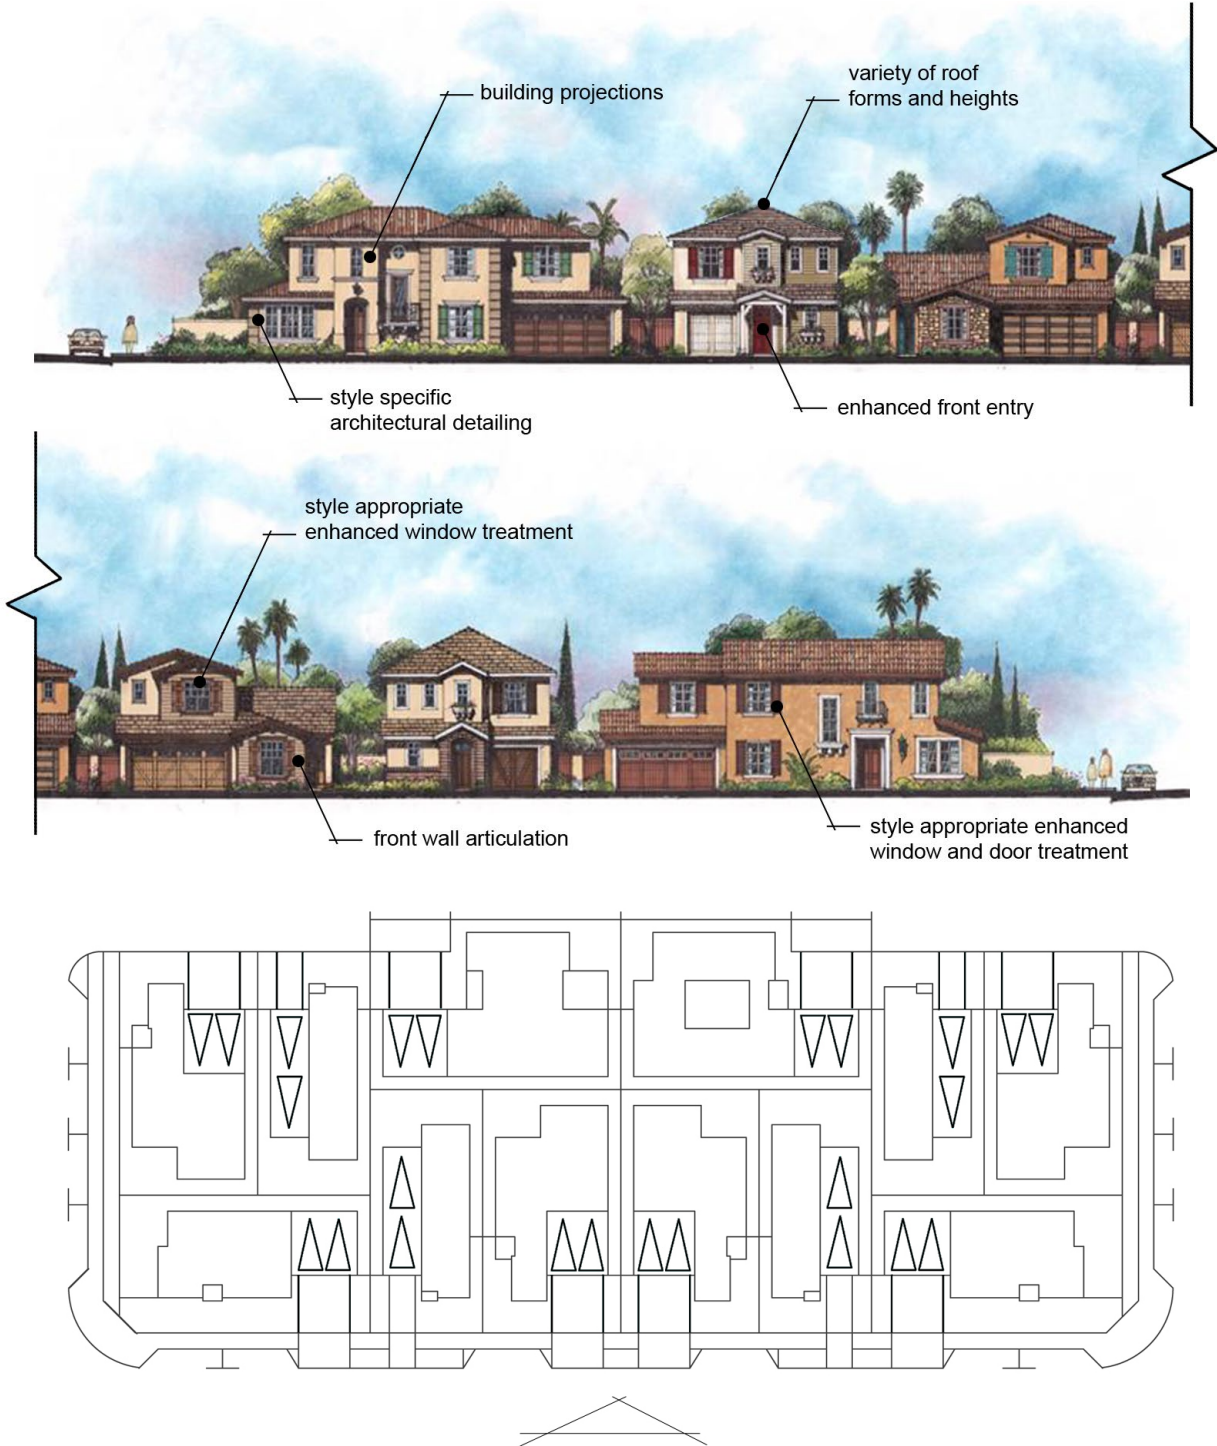 building projections
variety of roof
forms and heights
style specific
architectural detailing
enhanced front entry
style appropriate
enhanced window treatment
front wall articulation
style appropriate enhanced
window and door treatment